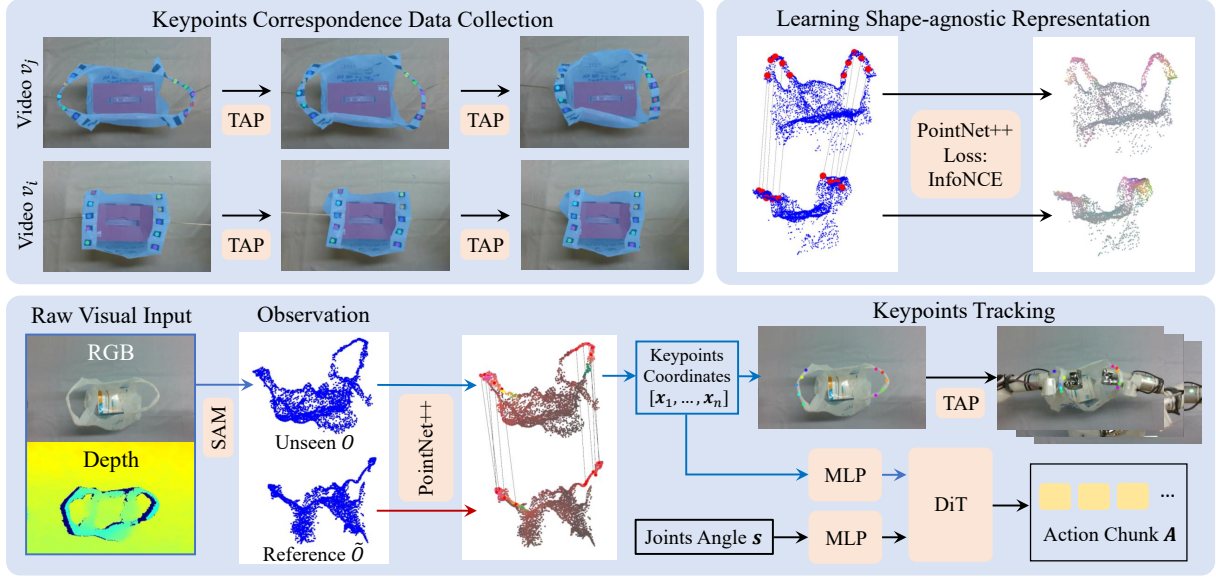 Keypoints Correspondence Data Collection
Video v_j
TAP
TAP
Video v_i
TAP
TAP
Learning Shape-agnostic Representation
PointNet++
Loss:
InfoNCE
Raw Visual Input
RGB
Depth
SAM
Observation
Unseen O
Reference Õ
PointNet++
Keypoints
Coordinates
[x_1, …, x_n]
Keypoints Tracking
TAP
MLP
Joints Angle s
MLP
DiT
...
Action Chunk A